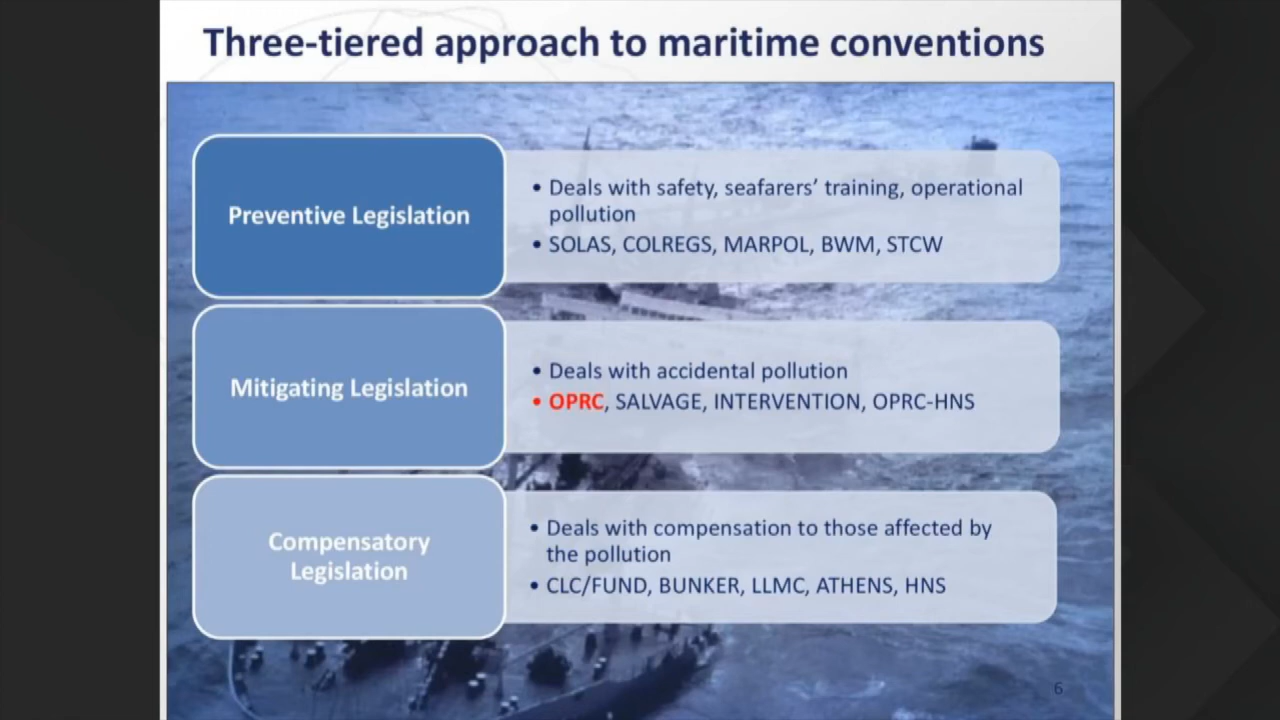 Three-tiered approach to maritime conventions
Preventive Legislation
• Deals with safety, seafarers’ training, operational
pollution
• SOLAS, COLREGS, MARPOL, BWM, STCW
Mitigating Legislation
• Deals with accidental pollution
• OPRC, SALVAGE, INTERVENTION, OPRC-HNS
Compensatory
Legislation
• Deals with compensation to those affected by
the pollution
• CLC/FUND, BUNKER, LLMC, ATHENS, HNS
6